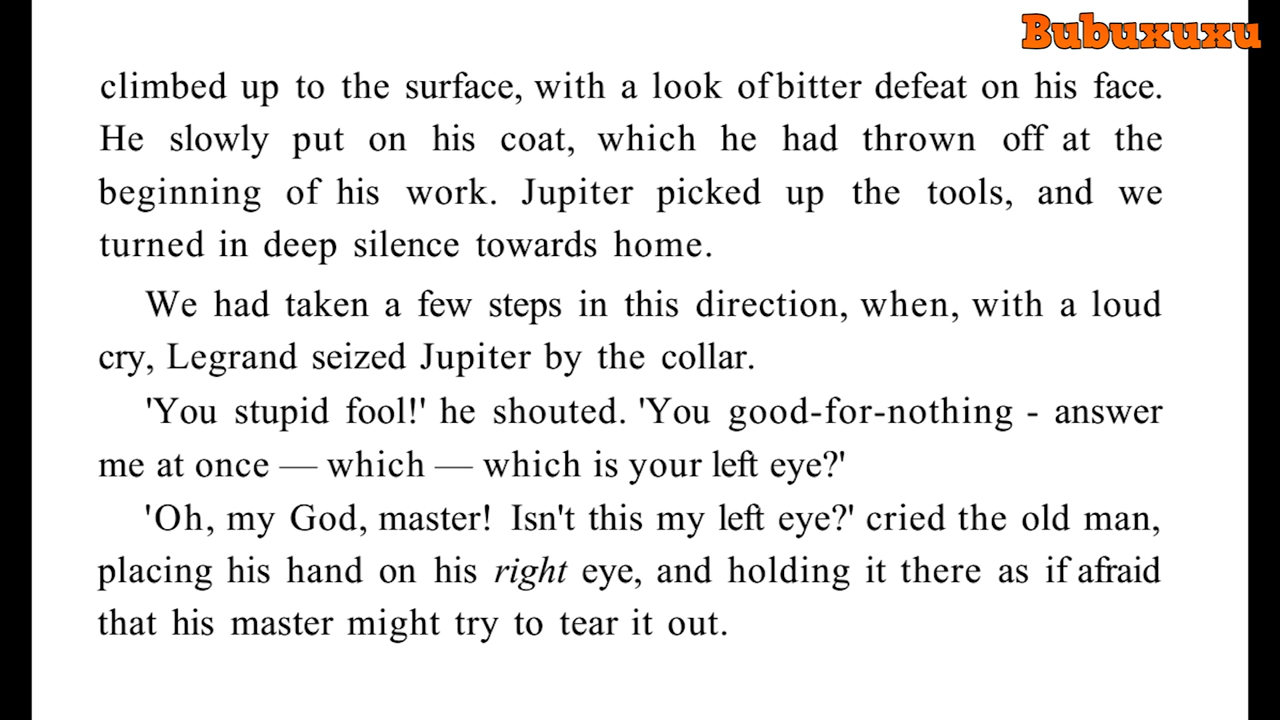 Bubuxuxu
climbed up to the surface, with a look of bitter defeat on his face.
He slowly put on his coat, which he had thrown off at the
beginning of his work. Jupiter picked up the tools, and we
turned in deep silence towards home.
We had taken a few steps in this direction, when, with a loud
cry, Legrand seized Jupiter by the collar.
'You stupid fool!' he shouted. 'You good-for-nothing - answer
me at once — which — which is your left eye?'
'Oh, my God, master! Isn't this my left eye?' cried the old man,
placing his hand on his right eye, and holding it there as if afraid
that his master might try to tear it out.